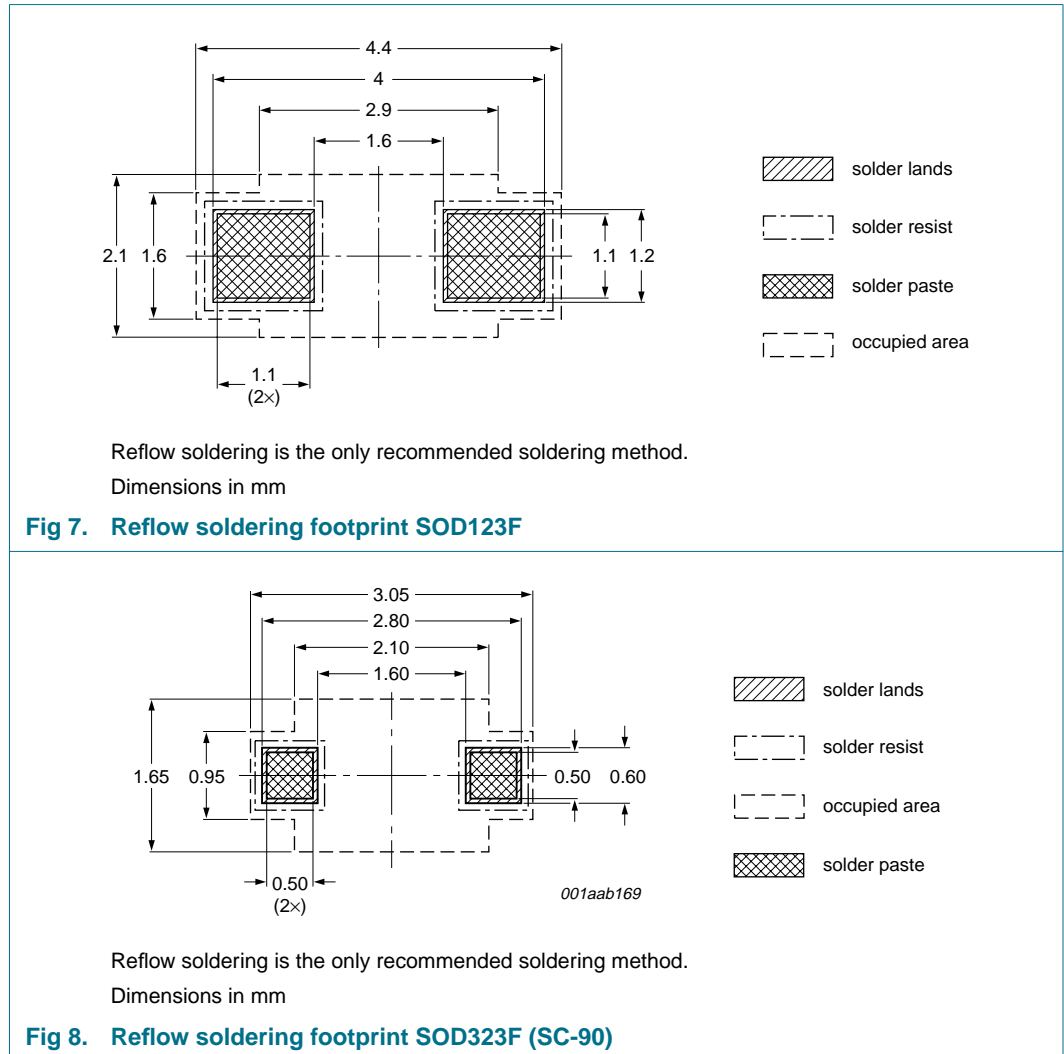 4.4
4
2.9
1.6
2.1 1.6
1.1 1.2
1.1
(2×)
solder lands
solder resist
solder paste
occupied area
Reflow soldering is the only recommended soldering method.
Dimensions in mm
Fig 7. Reflow soldering footprint SOD123F
3.05
2.80
2.10
1.60
1.65 0.95
0.50 0.60
0.50
(2×)
001aab169
solder lands
solder resist
occupied area
solder paste
Reflow soldering is the only recommended soldering method.
Dimensions in mm
Fig 8. Reflow soldering footprint SOD323F (SC-90)